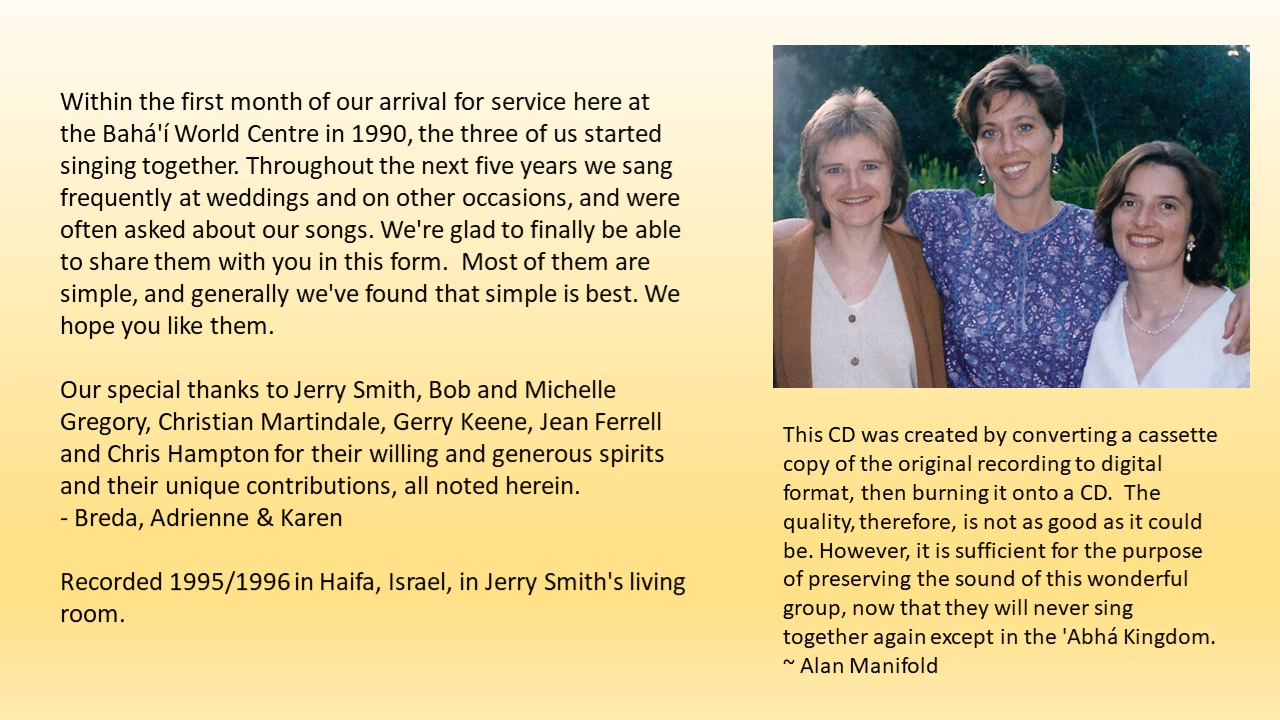 Within the first month of our arrival for service here at
the Bahá'í World Centre in 1990, the three of us started
singing together. Throughout the next five years we sang
frequently at weddings and on other occasions, and were
often asked about our songs. We're glad to finally be able
to share them with you in this form.  Most of them are
simple, and generally we've found that simple is best. We
hope you like them.
Our special thanks to Jerry Smith, Bob and Michelle
Gregory, Christian Martindale, Gerry Keene, Jean Ferrell
and Chris Hampton for their willing and generous spirits
and their unique contributions, all noted herein.
- Breda, Adrienne & Karen
Recorded 1995/1996 in Haifa, Israel, in Jerry Smith's living
room.
This CD was created by converting a cassette
copy of the original recording to digital
format, then burning it onto a CD.  The
quality, therefore, is not as good as it could
be. However, it is sufficient for the purpose
of preserving the sound of this wonderful
group, now that they will never sing
together again except in the 'Abhá Kingdom.
~ Alan Manifold